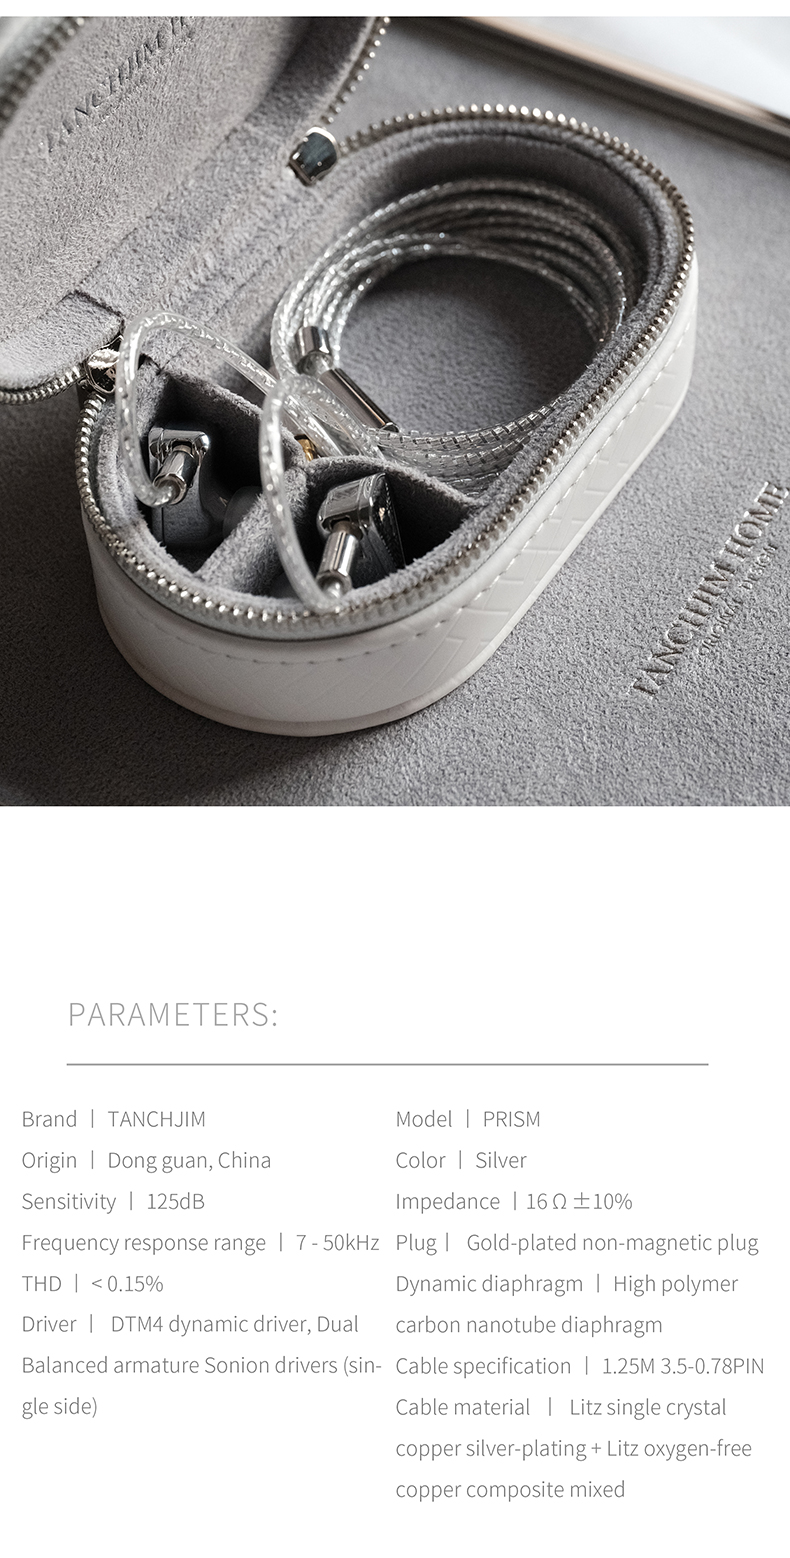 TANCHJIM HOME
PARAMETERS:
Brand | TANCHJIM
Origin | Dong guan, China
Sensitivity | 125dB
Frequency response range | 7 - 50kHz
THD | < 0.15%
Driver | DTM4 dynamic driver, Dual
Balanced armature Sonion drivers (sin-
gle side)
Model | PRISM
Color | Silver
Impedance | 16 Ω ±10%
Plug | Gold-plated non-magnetic plug
Dynamic diaphragm | High polymer
carbon nanotube diaphragm
Cable specification | 1.25M 3.5-0.78PIN
Cable material | Litz single crystal
copper silver-plating + Litz oxygen-free
copper composite mixed